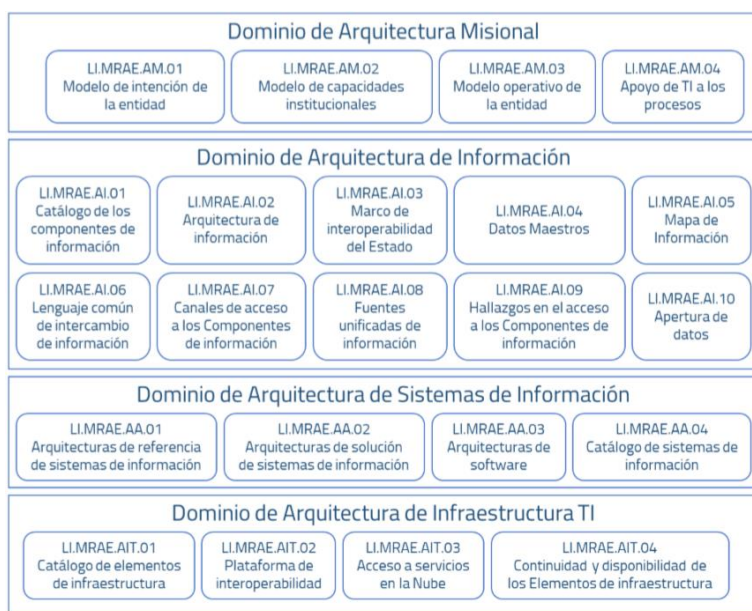 Dominio de Arquitectura Misional
LI.MRAE.AM.01
Modelo de intención de
la entidad
LI.MRAE.AM.02
Modelo de capacidades
institucionales
LI.MRAE.AM.03
Modelo operativo de
la entidad
LI.MRAE.AM.04
Apoyo de TI a los
procesos
Dominio de Arquitectura de Información
LI.MRAE.AI.01
Catálogo de los
componentes de
información
LI.MRAE.AI.02
Arquitectura de
información
LI.MRAE.AI.03
Marco de
interoperabilidad
del Estado
LI.MRAE.AI.04
Datos Maestros
LI.MRAE.AI.05
Mapa de
Información
LI.MRAE.AI.06
Lenguaje común
de intercambio
de información
LI.MRAE.AI.07
Canales de acceso
a los Componentes
de información
LI.MRAE.AI.08
Fuentes
unificadas de
información
LI.MRAE.AI.09
Hallazgos en el acceso
a los Componentes de
información
LI.MRAE.AI.10
Apertura de
datos
Dominio de Arquitectura de Sistemas de Información
LI.MRAE.AA.01
Arquitecturas de referencia
de sistemas de información
LI.MRAE.AA.02
Arquitecturas de solución
de sistemas de información
LI.MRAE.AA.03
Arquitecturas de
software
LI.MRAE.AA.04
Catálogo de sistemas de
información
Dominio de Arquitectura de Infraestructura TI
LI.MRAE.AIT.01
Catálogo de elementos
de infraestructura
LI.MRAE.AIT.02
Plataforma de
interoperabilidad
LI.MRAE.AIT.03
Acceso a servicios
en la Nube
LI.MRAE.AIT.04
Continuidad y disponibilidad de
los Elementos de infraestructura